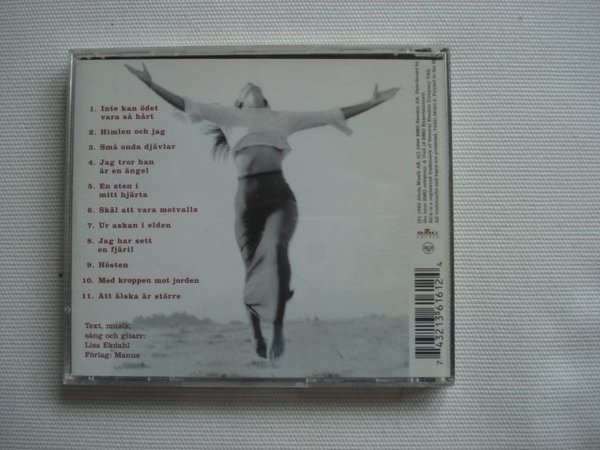 1. Inte kan ödet
vara så hårt
2. Himlen och jag
3. Små onda djävlar
4. Jag tror han
är en ängel
5. En sten i
mitt hjärta
6. Skäl att vara motvalls
7. Ur askan i elden
8. Jag har sett
en fjäril
9. Hösten
10. Med kroppen mot jorden
11. Att älska är större
Text, musik,
sång och gitarr:
Lisa Ekdahl
Förlag: Manus
BMG
7 43213 61612 4